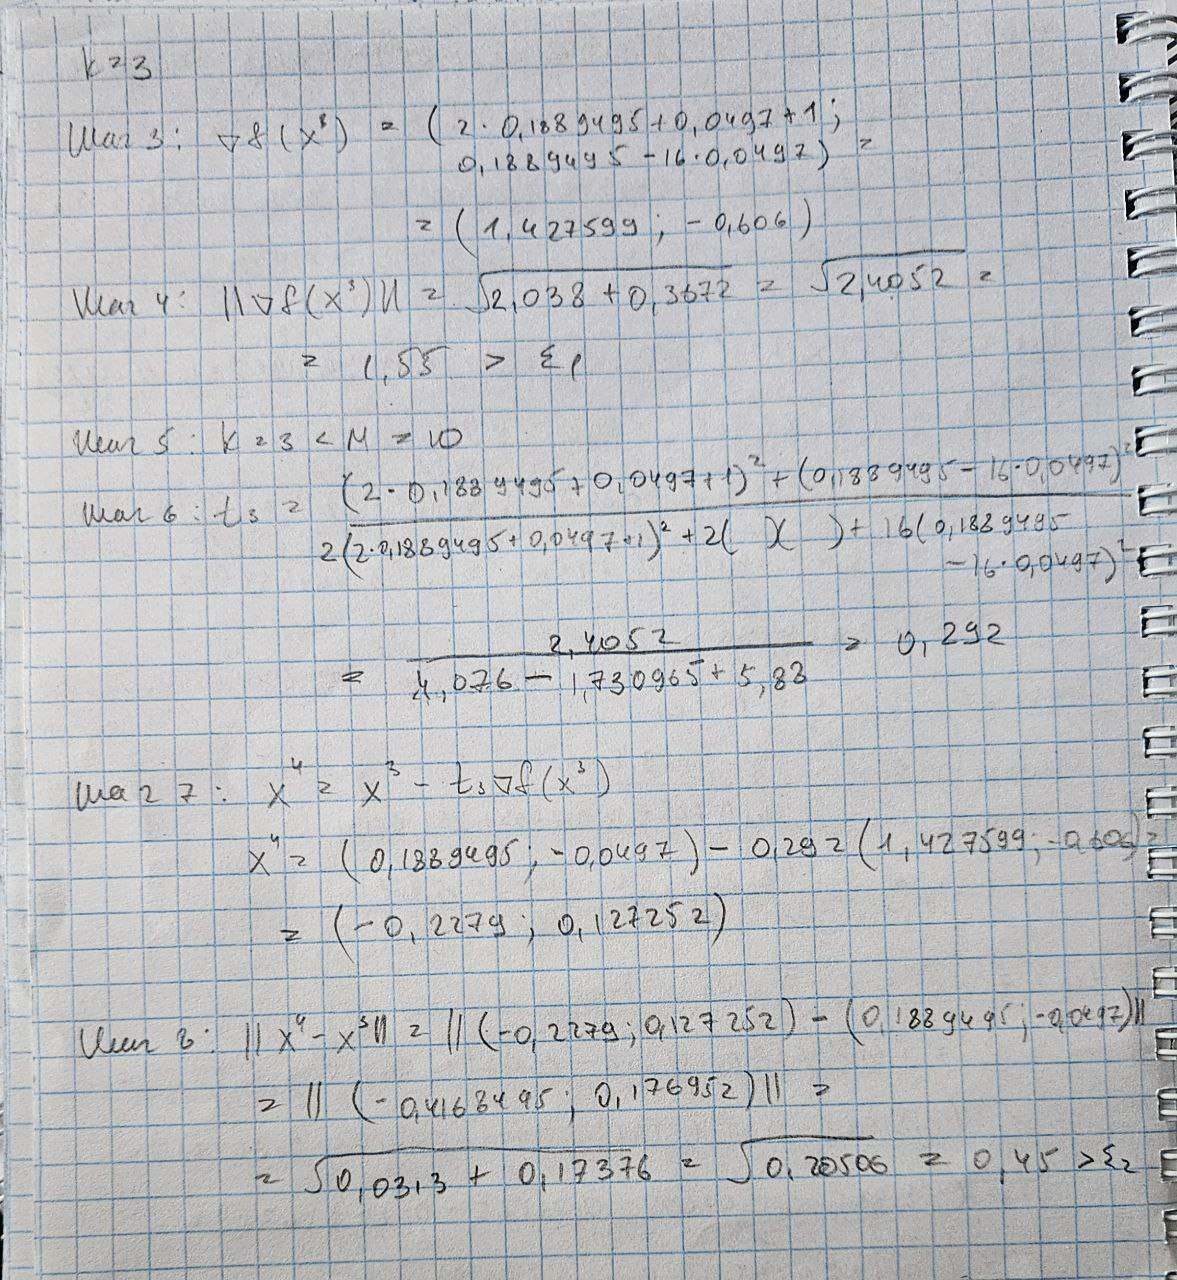 k = 3
Шаг 3: ∇f(x³) = (2·0,1889495+0,0497+1;
0,1889495-16·0,0497) =
= (1,427599; -0,606)
Шаг 4: ||∇f(x³)|| = √2,038 + 0,3672 = √2,4052 =
= 1,55 > ε1
Шаг 5: k = 3 < M = 10
Шаг 6: t₃ = (2·0,1889495+0,0497+1)² + (0,1889495-16·0,0497)²
2(2·0,1889495+0,0497+1)² + 2( X ) + 16(0,1889495
-16·0,0497)²
= 2,4052 / 4,076 - 1,730965 + 5,88 = 0,292
Шаг 7: x⁴ = x³ - t₃∇f(x³)
x⁴ = (0,1889495; -0,0497) - 0,292(1,427599; -0,606) =
= (-0,2279; 0,127252)
Шаг 8: ||x⁴ - x³|| = ||(-0,2279; 0,127252) - (0,1889495; -0,0497)||
= ||(-0,4168495; 0,176952)|| =
= √0,0313 + 0,17376 = √0,20506 = 0,45 > ε2